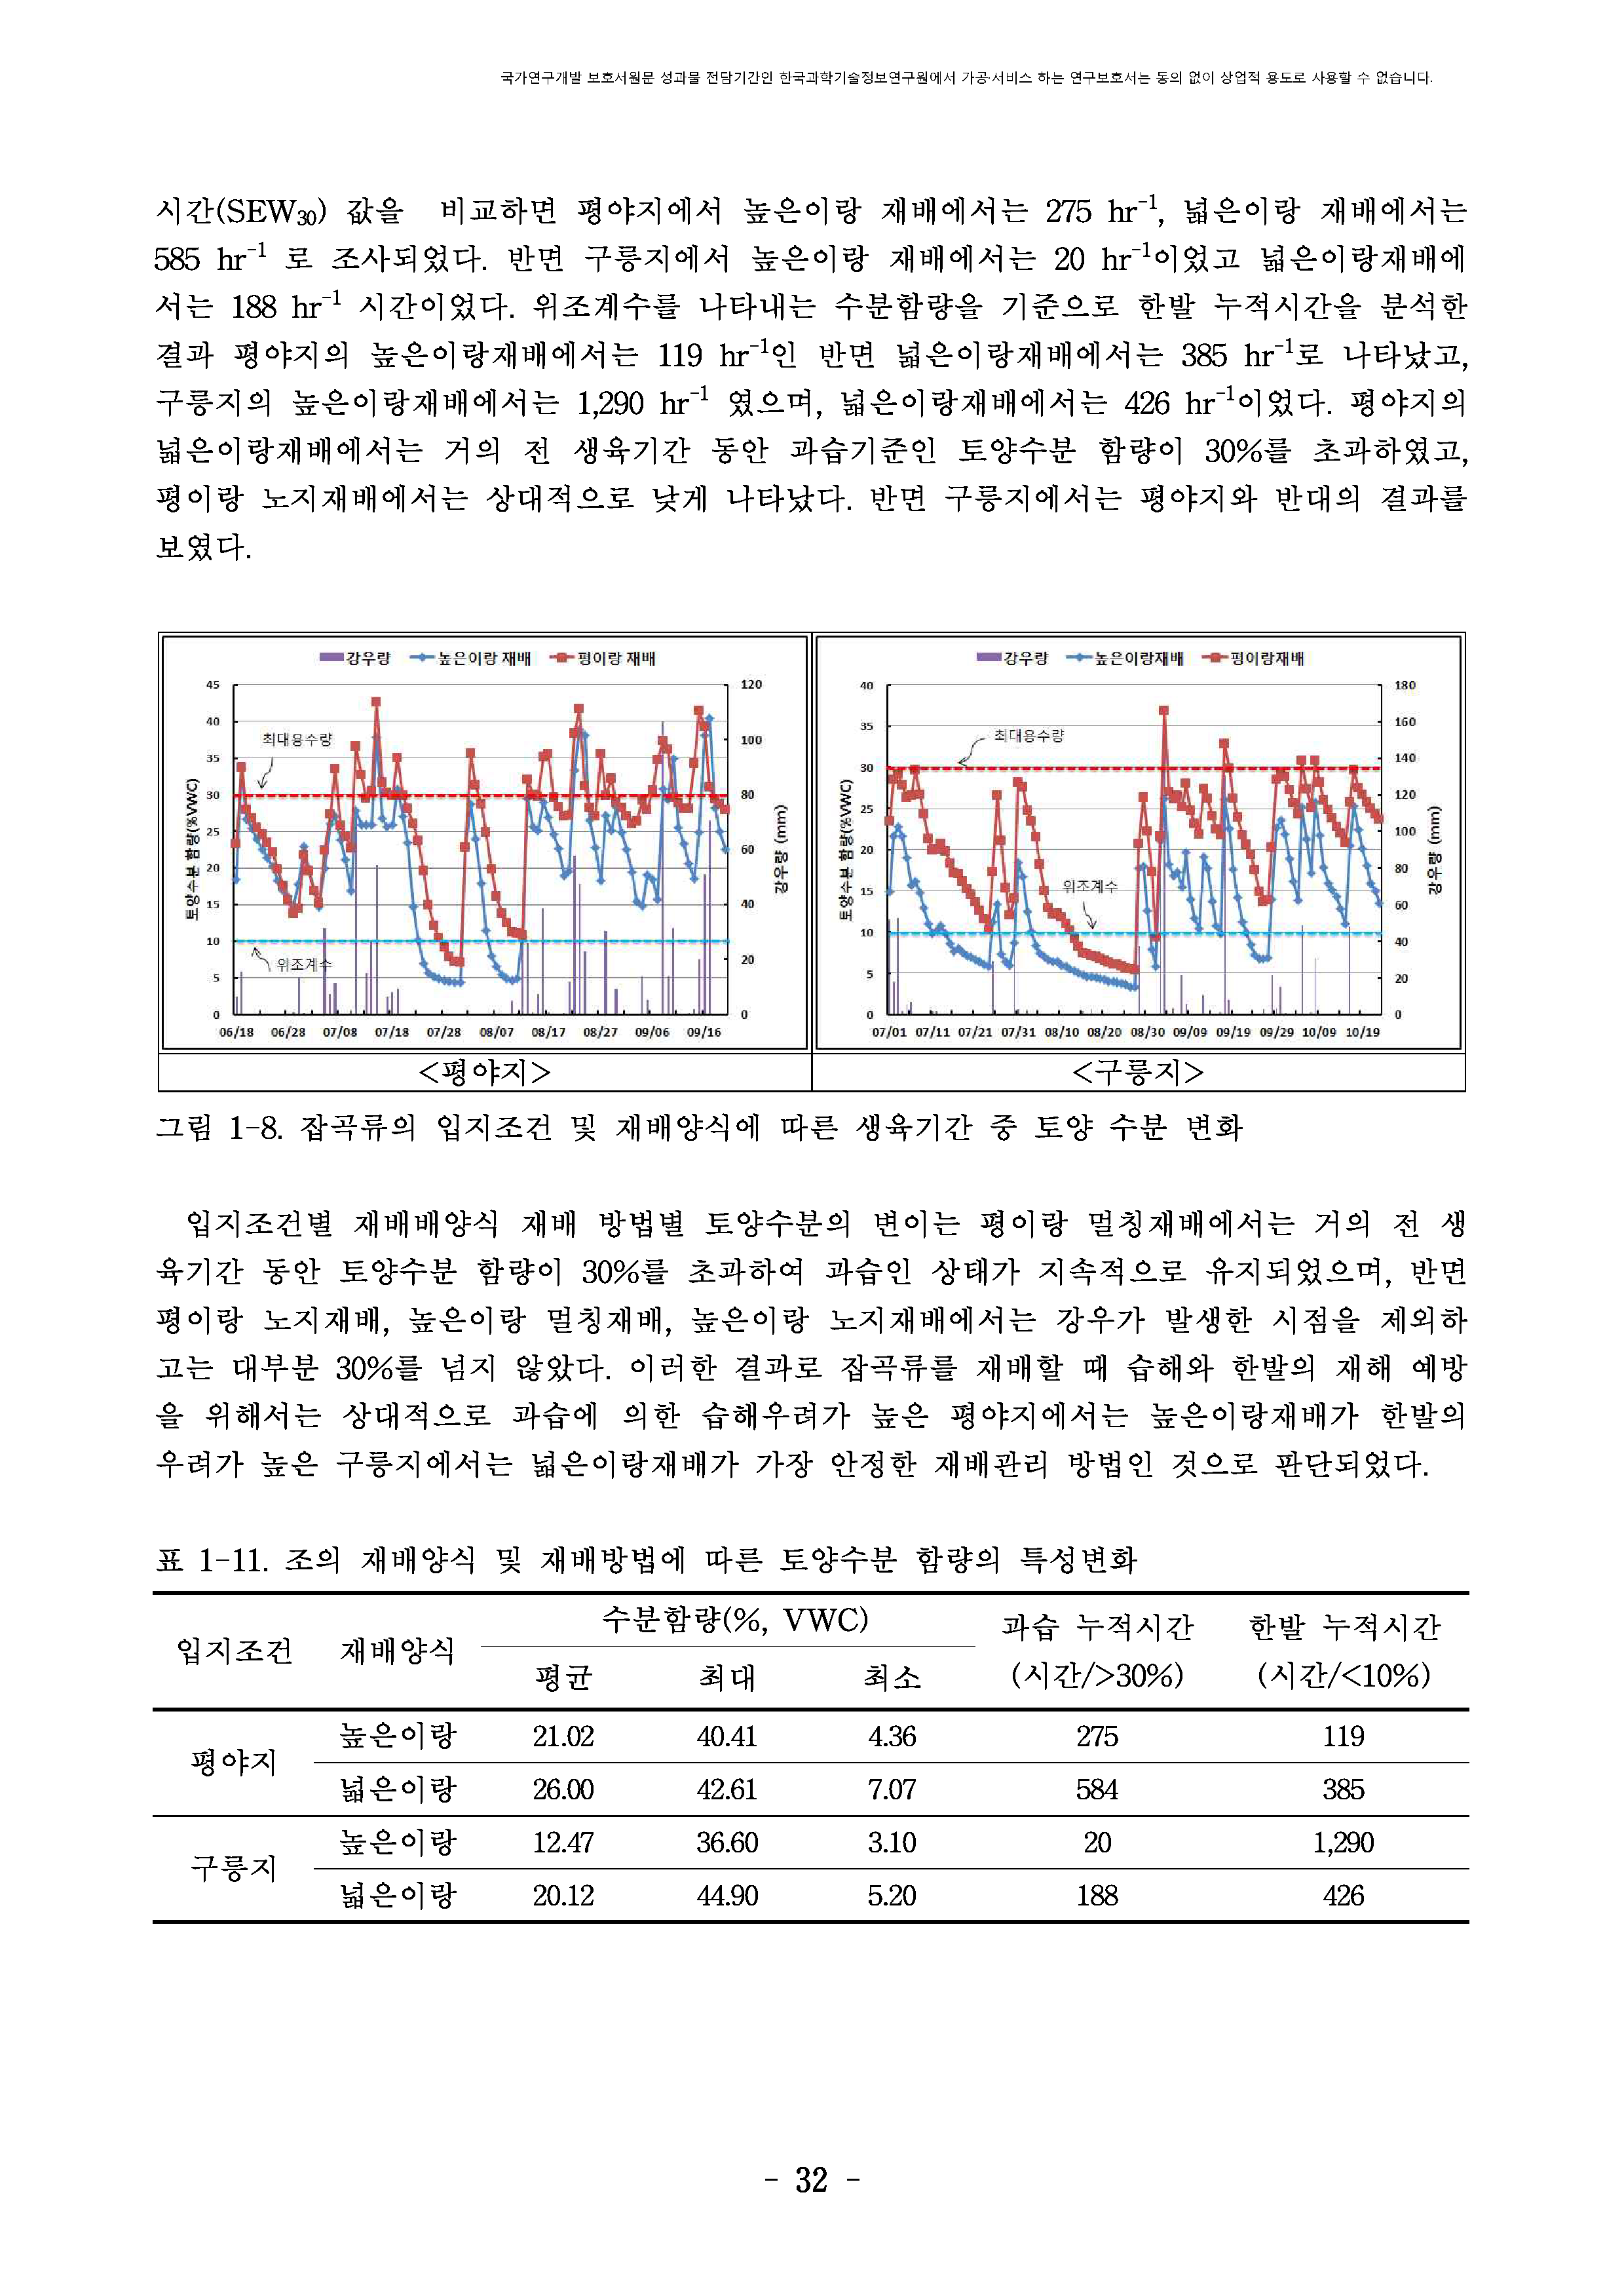 국가연구개발 보호서원문 성과물 전담기간인 한국과학기술정보연구원에서 가공·서비스 하는 연구보호서는 동의 없이 상업적 용도로 사용할 수 없습니다.
시간(SEW30) 값을 비교하면 평야지에서 높은이랑 재배에서는 275 hr-1, 넓은이랑 재배에서는
585 hr-1 로 조사되었다. 반면 구릉지에서 높은이랑 재배에서는 20 hr-1이었고 넓은이랑재배에
서는 188 hr-1 시간이었다. 위조계수를 나타내는 수분함량을 기준으로 한발 누적시간을 분석한
결과 평야지의 높은이랑재배에서는 119 hr-1인 반면 넓은이랑재배에서는 385 hr-1로 나타났고,
구릉지의 높은이랑재배에서는 1,290 hr-1 였으며, 넓은이랑재배에서는 426 hr-1이었다. 평야지의
넓은이랑재배에서는 거의 전 생육기간 동안 과습기준인 토양수분 함량이 30%를 초과하였고,
평이랑 노지재배에서는 상대적으로 낮게 나타났다. 반면 구릉지에서는 평야지와 반대의 결과를
보였다.
강우량 높은이랑 재배 평이랑 재배
45 40 35 30 25 20 15 10 5 0
토양수분 함량(%VWC)
최대용수량
위조계수
120 100 80 60 40 20 0
강우량 (mm)
06/18 06/28 07/08 07/18 07/28 08/07 08/17 08/27 09/06 09/16
강우량 높은이랑재배 평이랑재배
40 35 30 25 20 15 10 5 0
토양수분 함량(%VWC)
최대용수량
위조계수
180 160 140 120 100 80 60 40 20 0
강우량 (mm)
07/01 07/11 07/21 07/31 08/10 08/20 08/30 09/09 09/19 09/29 10/09 10/19
<평야지> <구릉지>
그림 1-8. 잡곡류의 입지조건 및 재배양식에 따른 생육기간 중 토양 수분 변화
입지조건별 재배배양식 재배 방법별 토양수분의 변이는 평이랑 멀칭재배에서는 거의 전 생
육기간 동안 토양수분 함량이 30%를 초과하여 과습인 상태가 지속적으로 유지되었으며, 반면
평이랑 노지재배, 높은이랑 멀칭재배, 높은이랑 노지재배에서는 강우가 발생한 시점을 제외하
고는 대부분 30%를 넘지 않았다. 이러한 결과로 잡곡류를 재배할 때 습해와 한발의 재해 예방
을 위해서는 상대적으로 과습에 의한 습해우려가 높은 평야지에서는 높은이랑재배가 한발의
우려가 높은 구릉지에서는 넓은이랑재배가 가장 안정한 재배관리 방법인 것으로 판단되었다.
표 1-11. 조의 재배양식 및 재배방법에 따른 토양수분 함량의 특성변화
입지조건 재배양식 수분함량(%, VWC) 과습 누적시간 한발 누적시간
평균 최대 최소 (시간/>30%) (시간/<10%)
평야지 높은이랑 21.02 40.41 4.36 275 119
넓은이랑 26.00 42.61 7.07 584 385
구릉지 높은이랑 12.47 36.60 3.10 20 1,290
넓은이랑 20.12 44.90 5.20 188 426
- 32 -